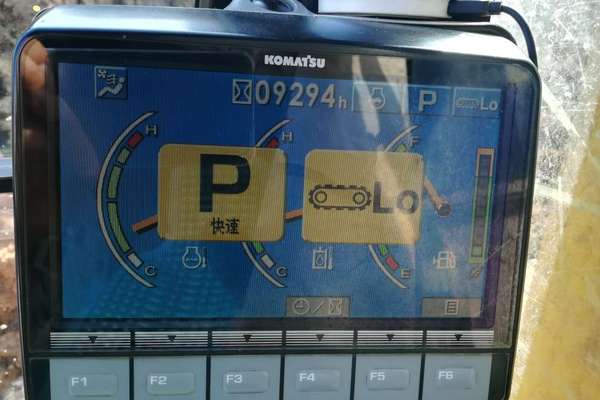 KOMATSU
09294h
P
Lo
H
H
F
P
快速
Lo
C
C
E
F1
F2
F3
F4
F5
F6